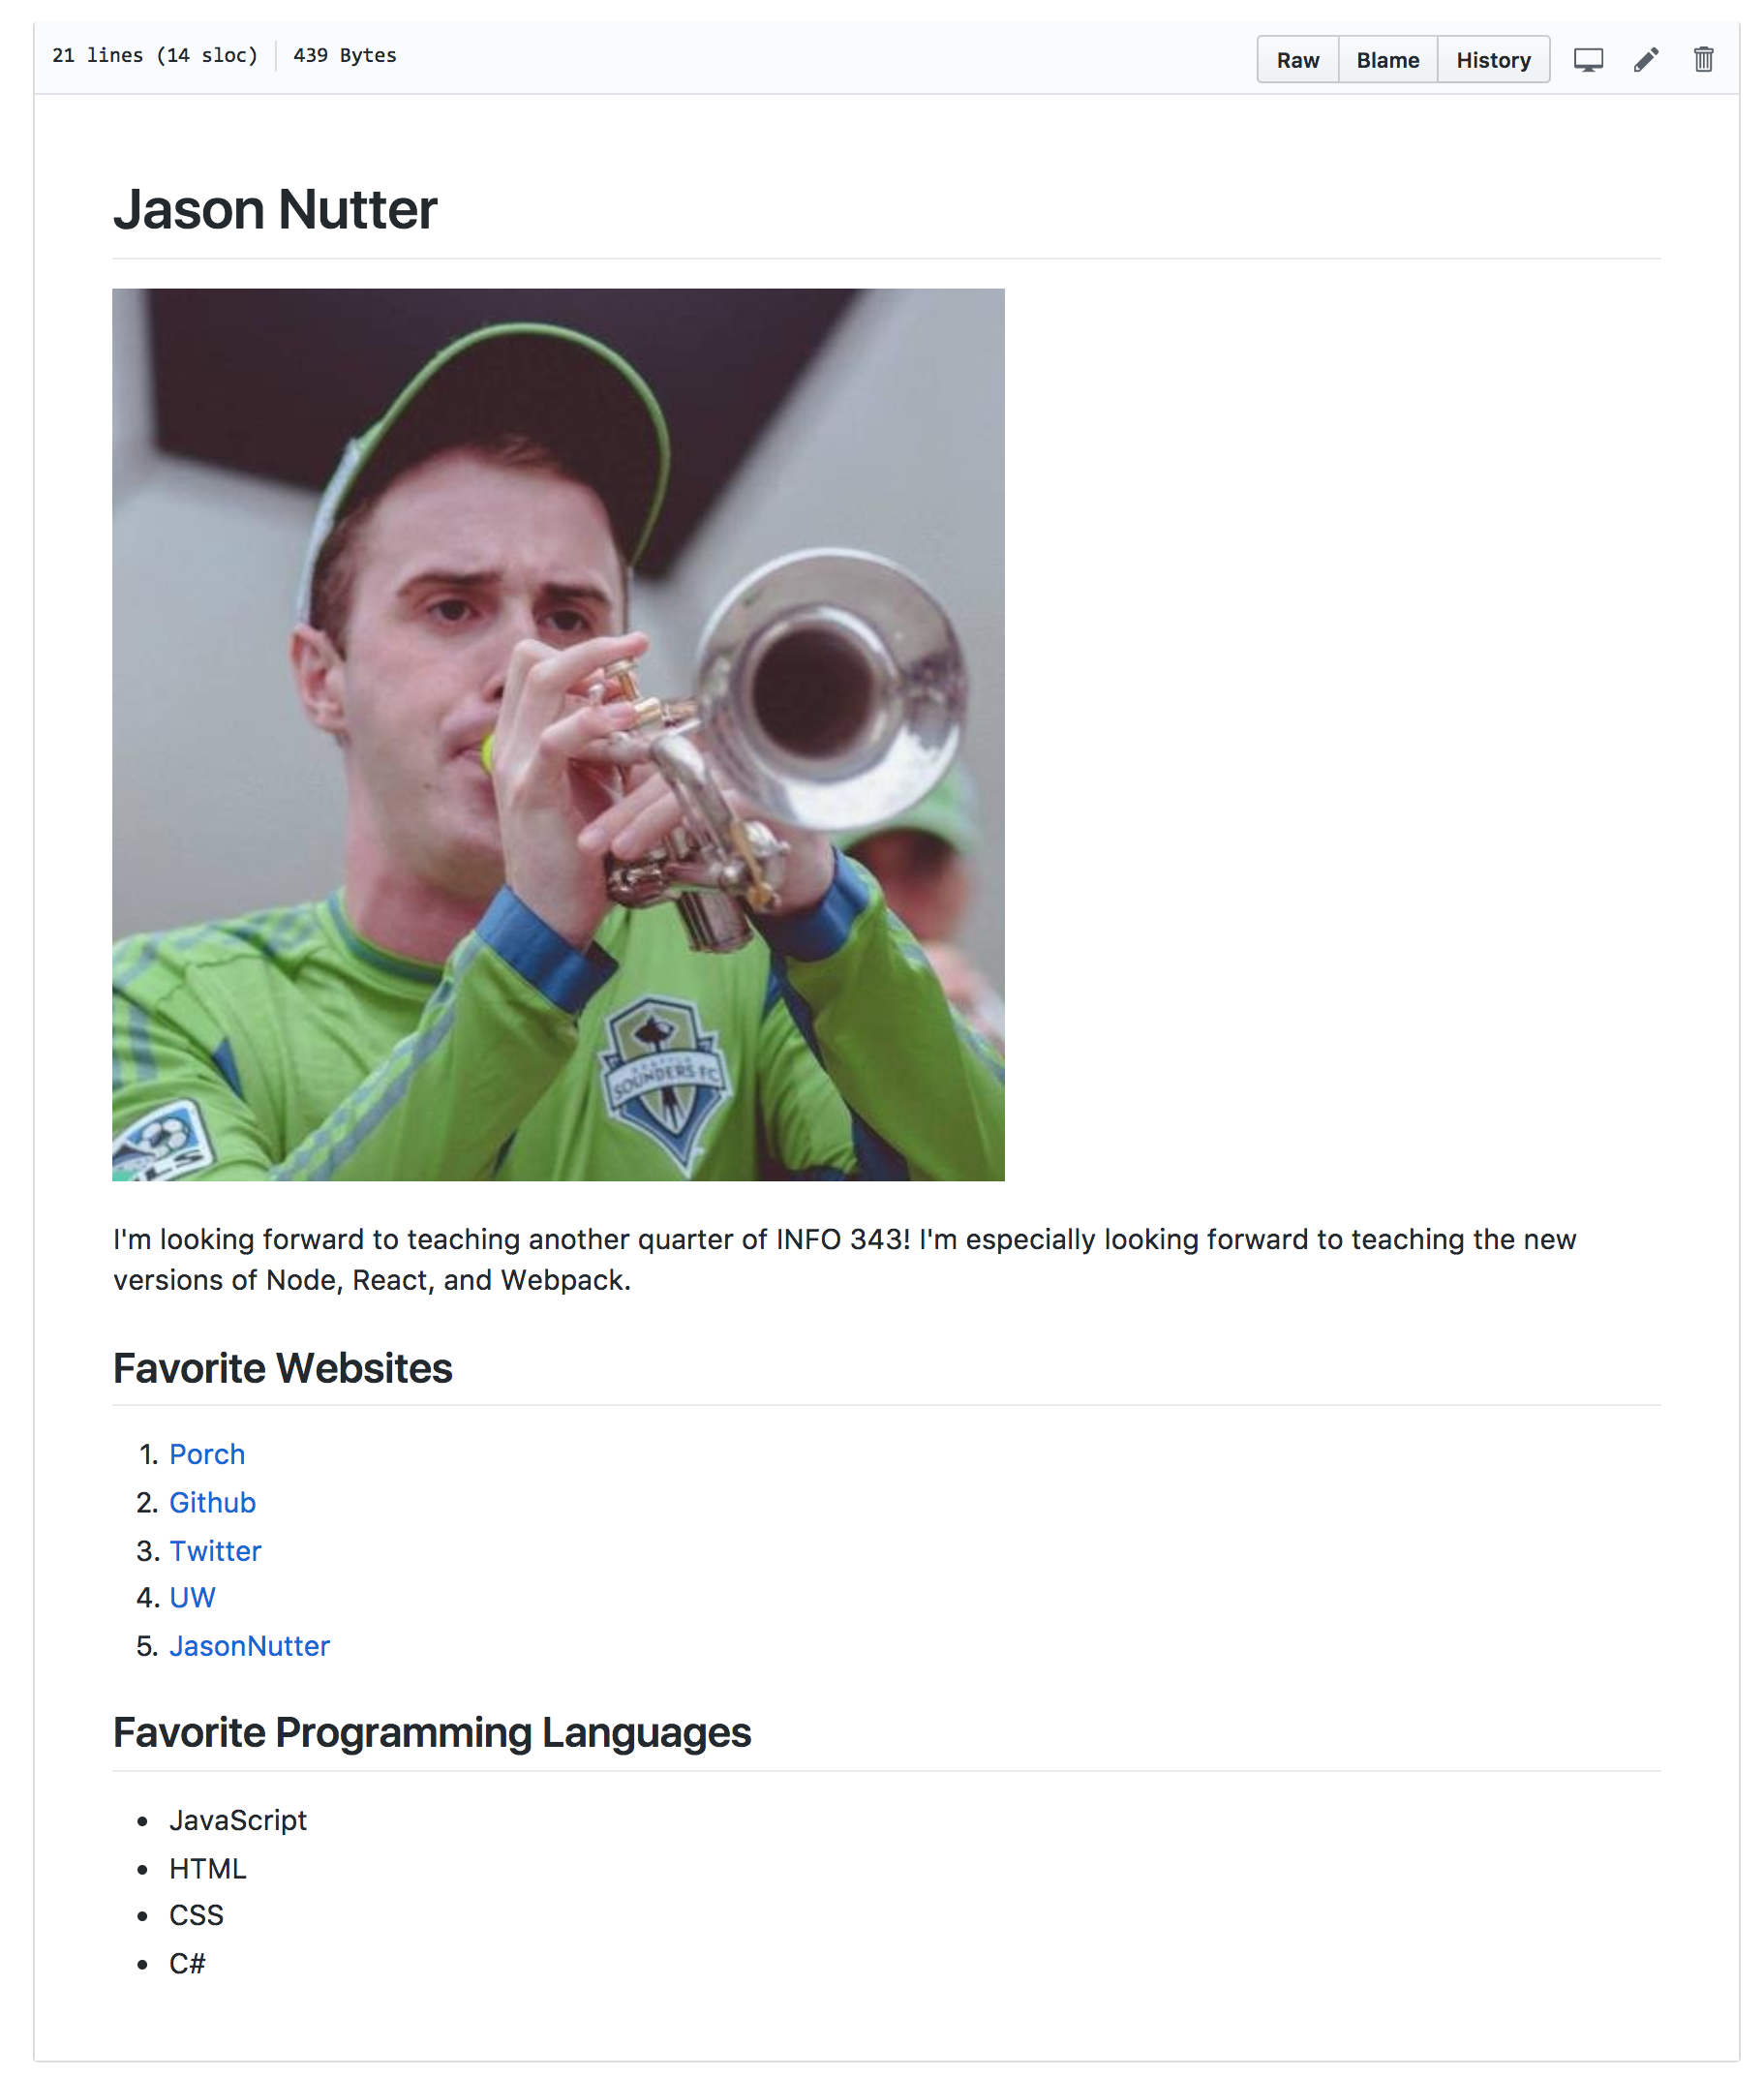 21 lines (14 sloc) 439 Bytes Raw Blame History
Jason Nutter
SEATTLE
SOUNDERS FC
I'm looking forward to teaching another quarter of INFO 343! I'm especially looking forward to teaching the new
versions of Node, React, and Webpack.
Favorite Websites
1. Porch
2. Github
3. Twitter
4. UW
5. JasonNutter
Favorite Programming Languages
• JavaScript
• HTML
• CSS
• C#